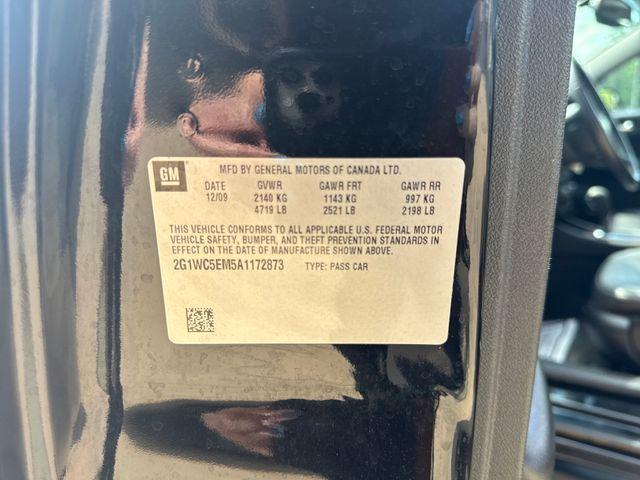 GM
MFD BY GENERAL MOTORS OF CANADA LTD.
DATE GVWR GAWR FRT GAWR RR
12/09 2140 KG 1143 KG 997 KG
4719 LB 2521 LB 2198 LB
THIS VEHICLE CONFORMS TO ALL APPLICABLE U.S. FEDERAL MOTOR
VEHICLE SAFETY, BUMPER, AND THEFT PREVENTION STANDARDS IN
EFFECT ON THE DATE OF MANUFACTURE SHOWN ABOVE.
2G1WC5EM5A1172873 TYPE: PASS CAR